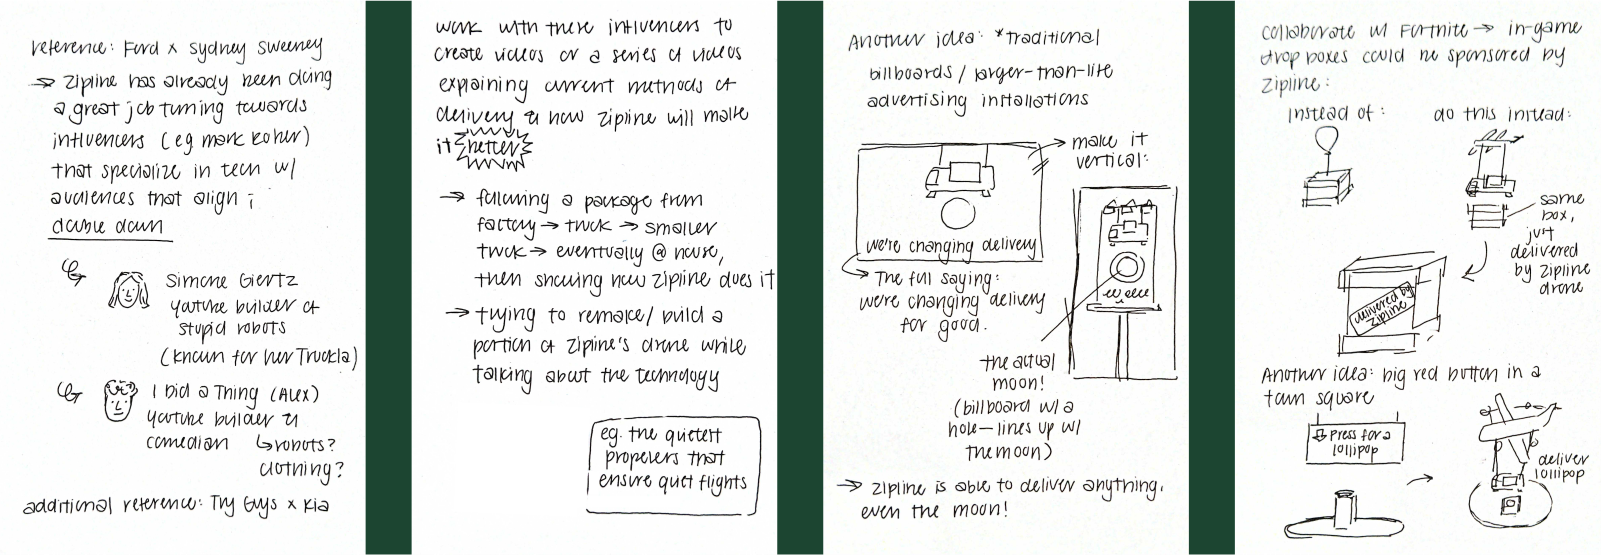 reference: Ford x Sydney Sweeney
→ Zipline has already been doing
a great job turning towards
influencers (eg mark Rober)
that specialize in tech w/
audiences that align ;
double down
Simone Giertz
youtube builder of
stupid robots
(known for her Truckla)
I Did a Thing (Alex)
youtube builder &
comedian ↳ robots?
clothing?
additional reference: Try Guys x Kia
work with these influencers to
create videos or a series of videos
explaining current methods of
delivery & how zipline will make
it better
→ following a package from
factory → truck → smaller
truck → eventually @ house,
then showing how zipline does it
→ trying to remake/ build a
portion of zipline's drone while
talking about the technology
eg. the quietest
propellers that
ensure quiet flights
Another idea: *traditional
billboards / larger-than-life
advertising installations
→ make it
vertical:
we're changing delivery
→ The full saying:
we're changing delivery
for good.
the actual
moon!
(billboard w/ a
hole—lines up w/
the moon)
→ zipline is able to deliver anything,
even the moon!
collaborate w/ Fortnite → in-game
drop boxes could be sponsored by
zipline:
instead of:
do this instead:
same
box,
just
delivered
by zipline
drone
delivered by
zipline
Another idea: big red button in a
town square
Press for a
lollipop
deliver
lollipop